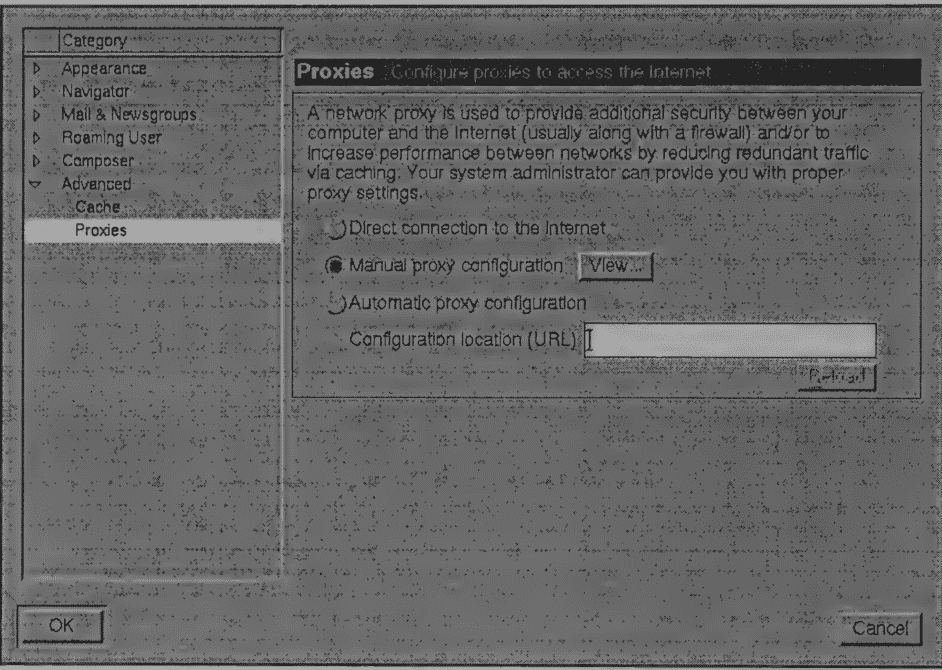 Category
Appearance
Navigator
Mail & Newsgroups
Roaming User
Composer
Advanced
Cache
Proxies
Proxies Configure proxies to access the Internet
A network proxy is used to provide additional security between your
computer and the Internet (usually along with a firewall) and/or to
increase performance between networks by reducing redundant traffic
via caching. Your system administrator can provide you with proper
proxy settings.
Direct connection to the Internet
Manual proxy configuration View...
Automatic proxy configuration
Configuration location (URL)
Reload
OK
Cancel